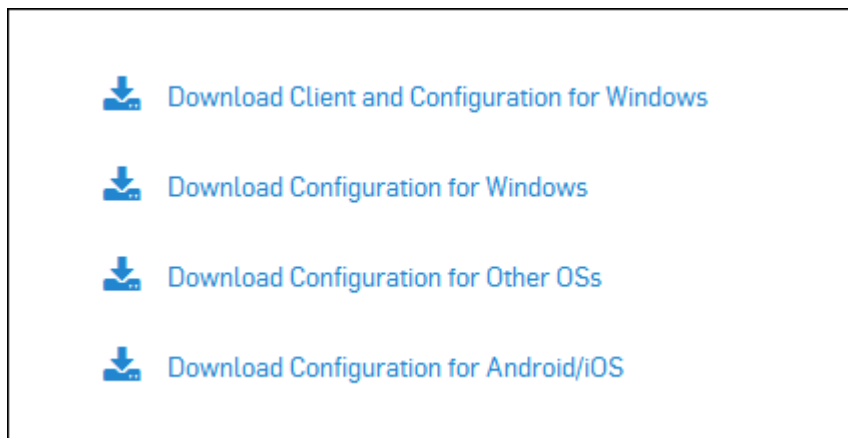 Download Client and Configuration for Windows
Download Configuration for Windows
Download Configuration for Other OSs
Download Configuration for Android/iOS